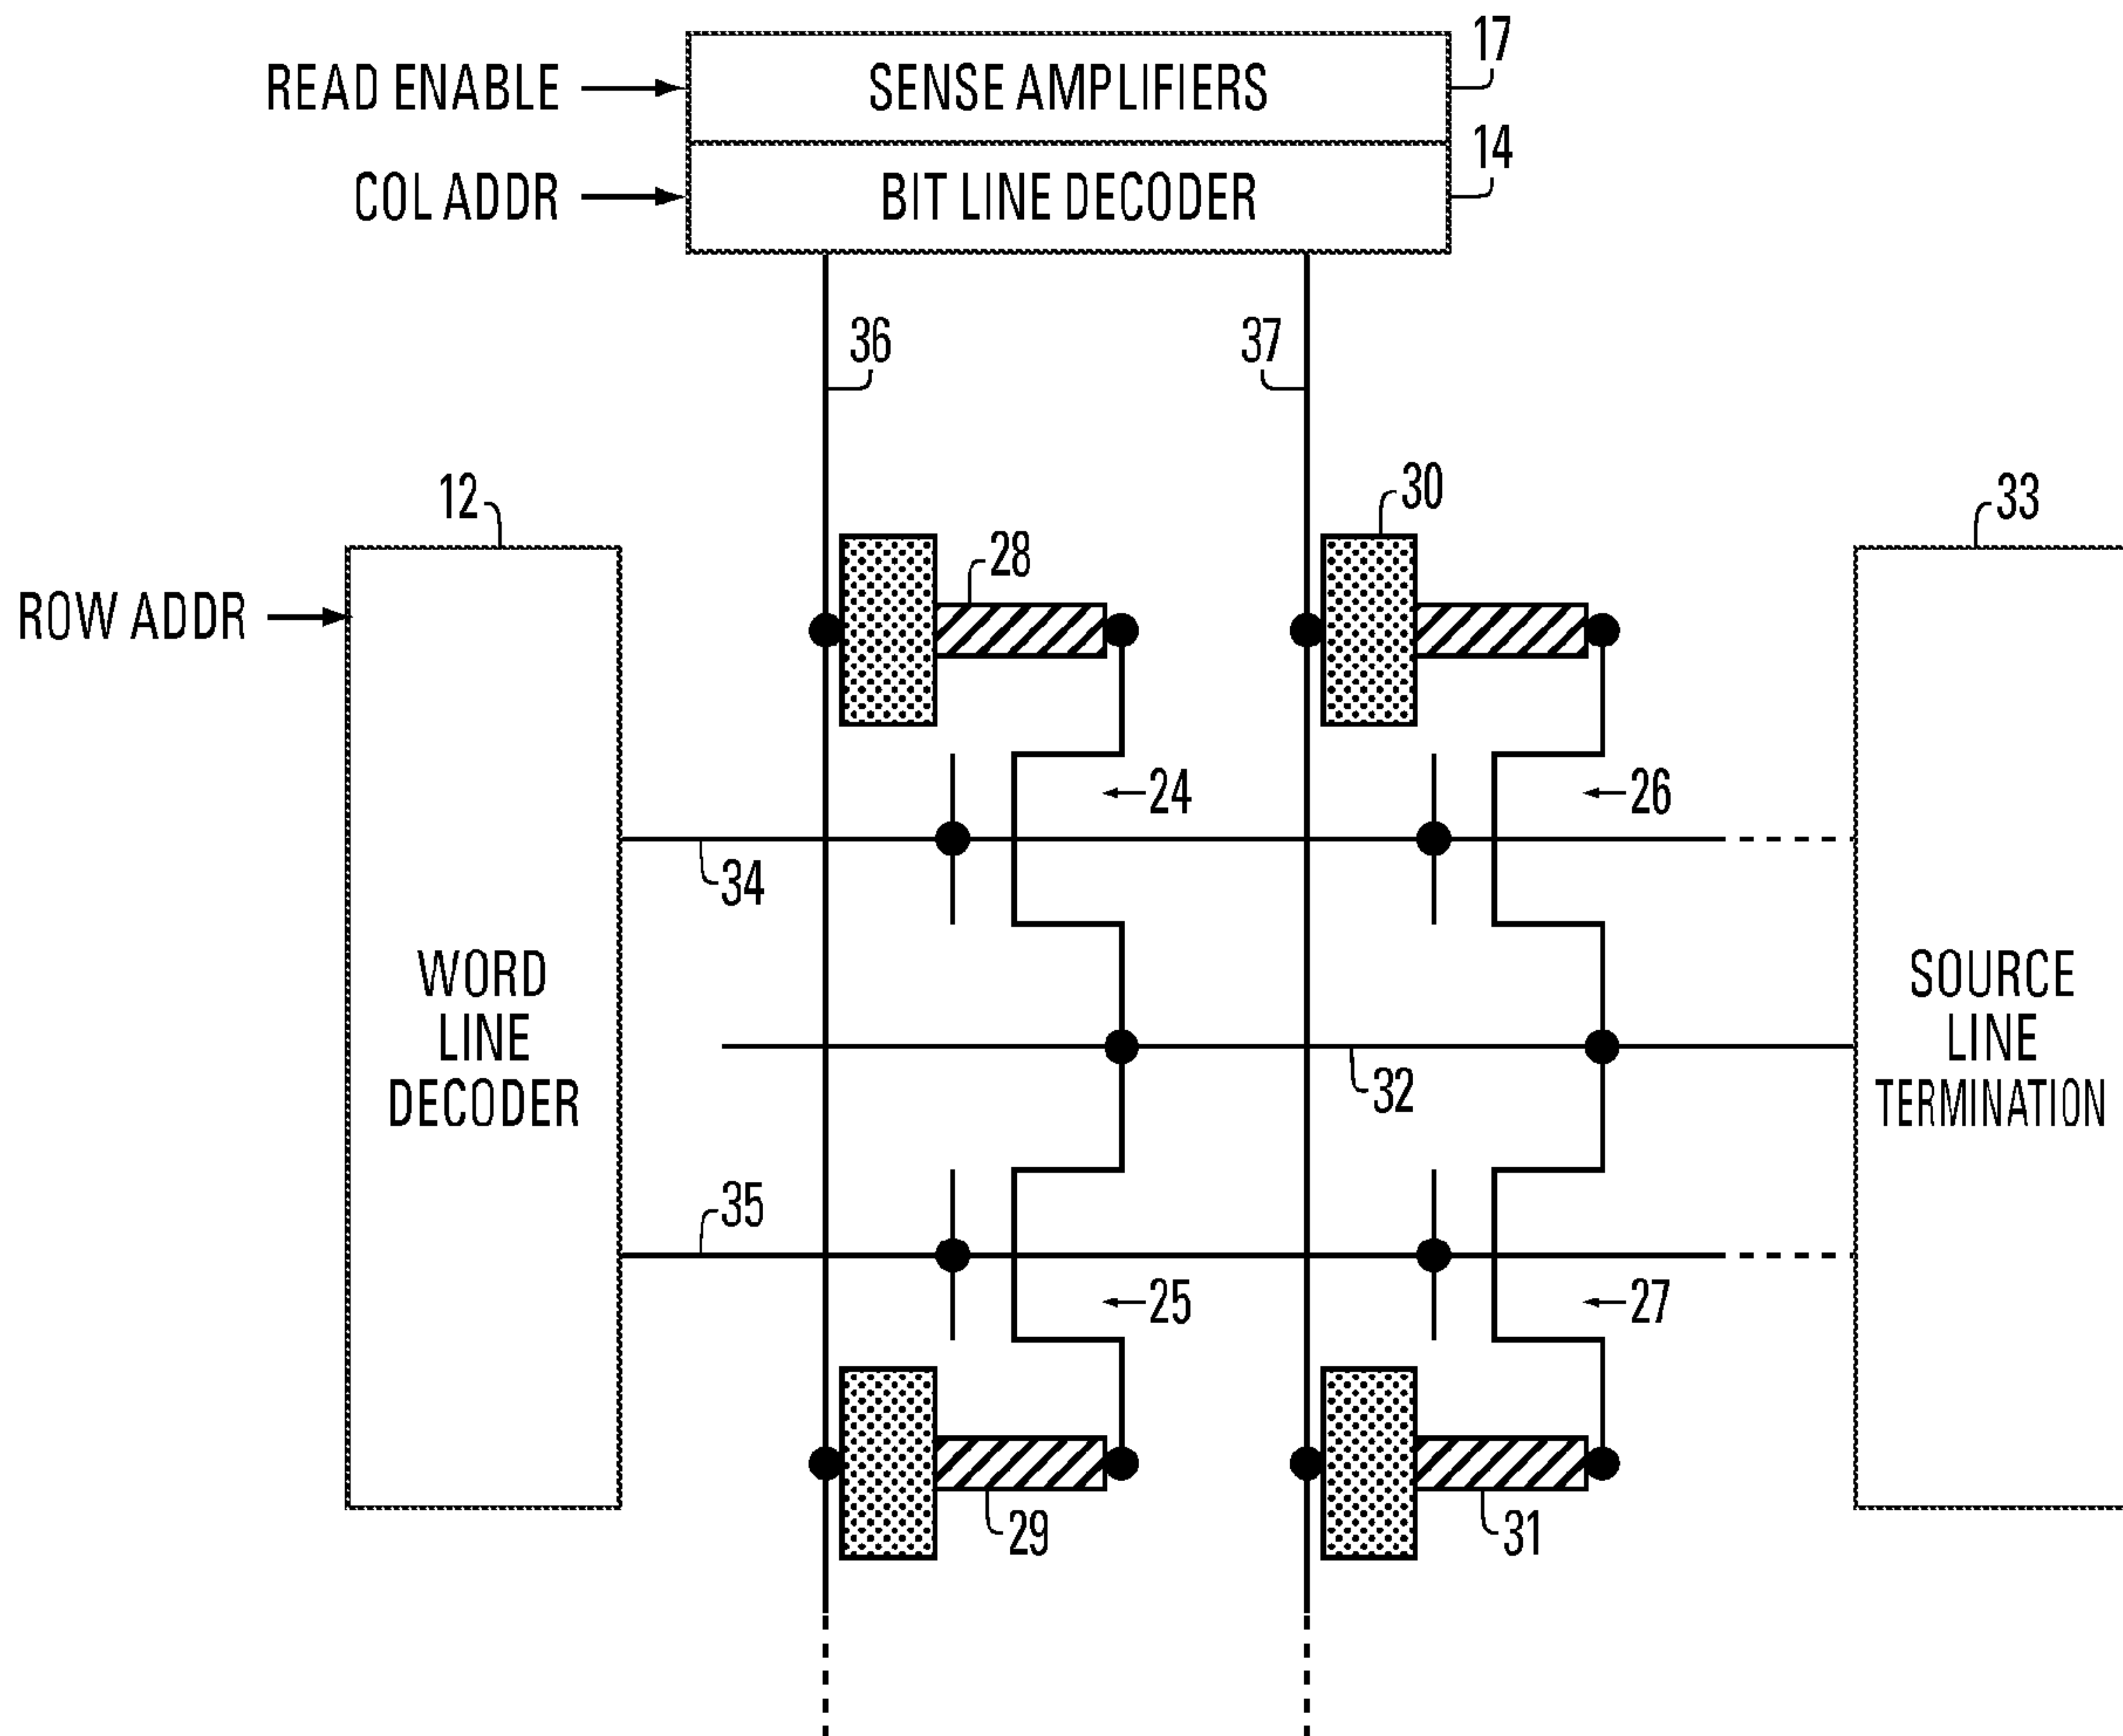 17
READ ENABLE
SENSE AMPLIFIERS
14
COL ADDR
BIT LINE DECODER
36
37
12
30
33
28
ROW ADDR
24
26
34
WORD
LINE
DECODER
SOURCE
LINE
TERMINATION
32
35
25
27
29
31